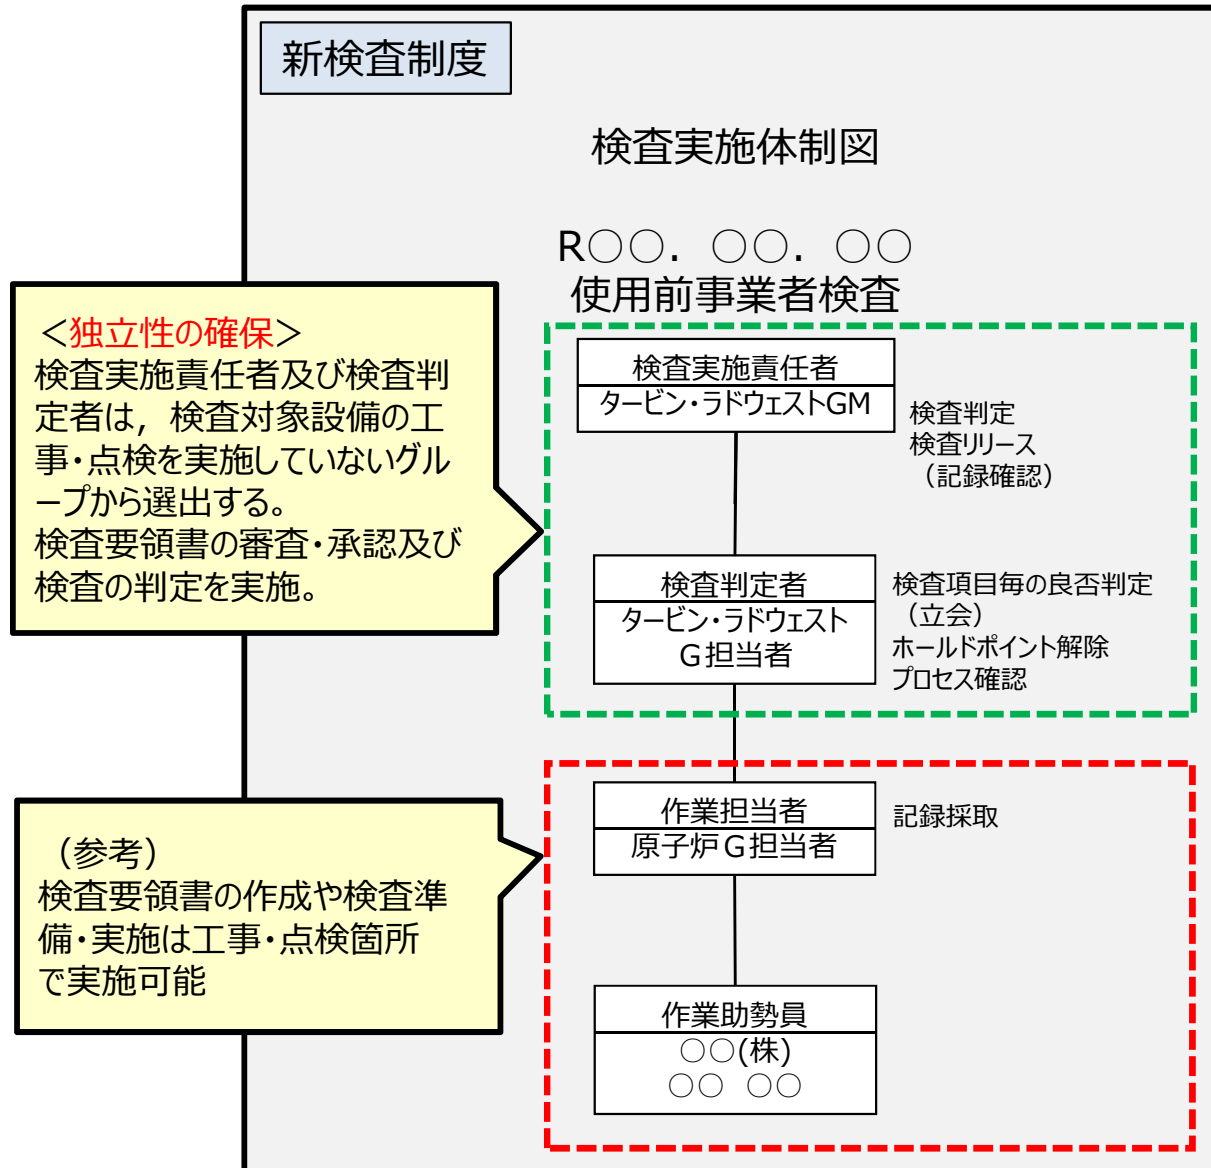 新検査制度
検査実施体制図
R○○．○○．○○
使用前事業者検査
＜独立性の確保＞
検査実施責任者及び検査判
定者は，検査対象設備の工
事・点検を実施していないグル
ープから選出する。
検査要領書の審査・承認及び
検査の判定を実施。
検査実施責任者
タービン・ラドウェストGM
検査判定
検査リリース
（記録確認）
検査判定者
タービン・ラドウェスト
Ｇ担当者
検査項目毎の良否判定
（立会）
ホールドポイント解除
プロセス確認
（参考）
検査要領書の作成や検査準
備・実施は工事・点検箇所
で実施可能
作業担当者
原子炉Ｇ担当者
記録採取
作業助勢員
○○(株)
○○　○○